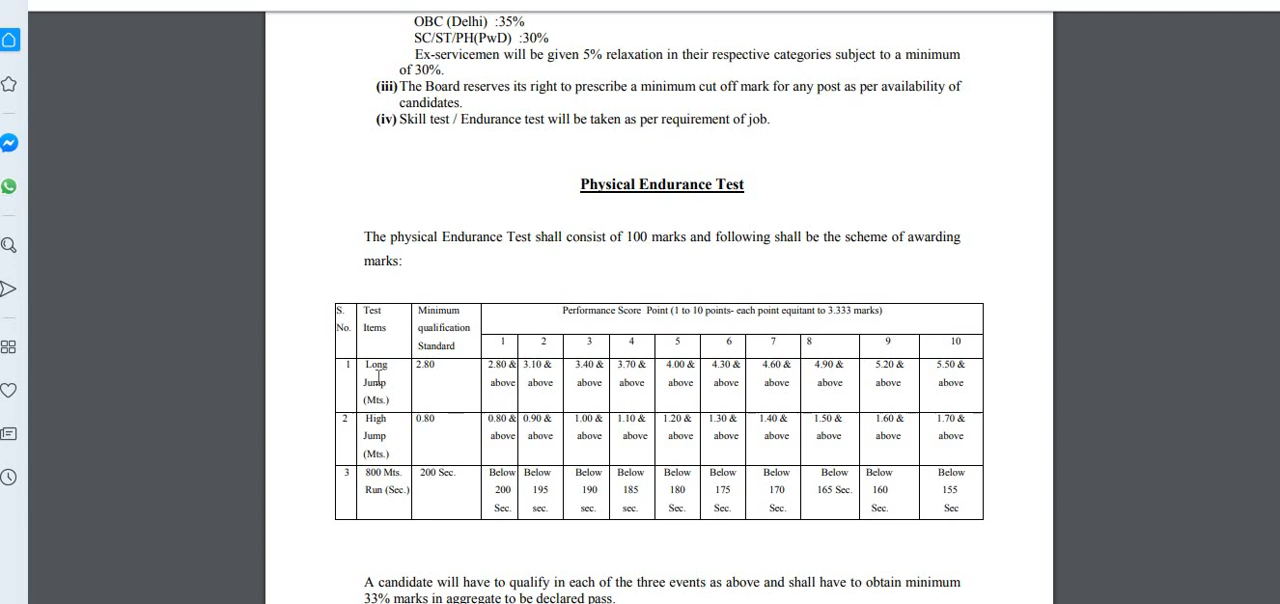 OBC (Delhi) :35%
SC/ST/PH(PwD) :30%
Ex-servicemen will be given 5% relaxation in their respective categories subject to a minimum
of 30%.
(iii) The Board reserves its right to prescribe a minimum cut off mark for any post as per availability of
candidates.
(iv) Skill test / Endurance test will be taken as per requirement of job.
Physical Endurance Test
The physical Endurance Test shall consist of 100 marks and following shall be the scheme of awarding
marks:
S. No. Test Items Minimum qualification Standard Performance Score Point (1 to 10 points- each point equitant to 3.333 marks)
1 2 3 4 5 6 7 8 9 10
1 Long Jump (Mts.) 2.80 2.80 & above 3.10 & above 3.40 & above 3.70 & above 4.00 & above 4.30 & above 4.60 & above 4.90 & above 5.20 & above 5.50 & above
2 High Jump (Mts.) 0.80 0.80 & above 0.90 & above 1.00 & above 1.10 & above 1.20 & above 1.30 & above 1.40 & above 1.50 & above 1.60 & above 1.70 & above
3 800 Mts. Run (Sec.) 200 Sec. Below 200 Sec. Below 195 sec. Below 190 sec. Below 185 sec. Below 180 Sec. Below 175 Sec. Below 170 Sec. Below 165 Sec. Below 160 Sec. Below 155 Sec
A candidate will have to qualify in each of the three events as above and shall have to obtain minimum
33% marks in aggregate to be declared pass.